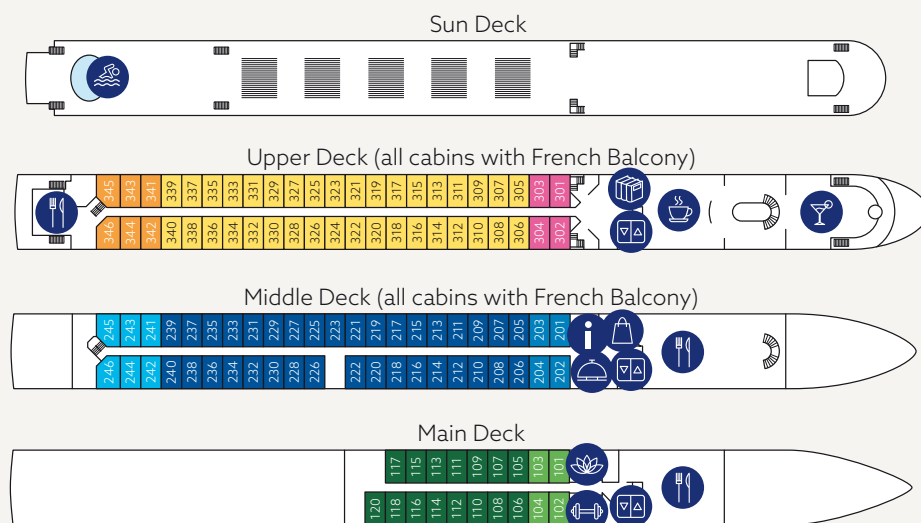 Sun Deck
Upper Deck (all cabins with French Balcony)
345 343 341 339 337 335 333 331 329 327 325 323 321 319 317 315 313 311 309 307 305 303 301
346 344 342 340 338 336 334 332 330 328 326 324 322 320 318 316 314 312 310 308 306 304 302
Middle Deck (all cabins with French Balcony)
245 243 241 239 237 235 233 231 229 227 225 223 221 219 217 215 213 211 209 207 205 203 201
246 244 242 240 238 236 234 232 230 228 226 222 220 218 216 214 212 210 208 206 204 202
Main Deck
117 115 113 111 109 107 105 103 101
120 118 116 114 112 110 108 106 104 102